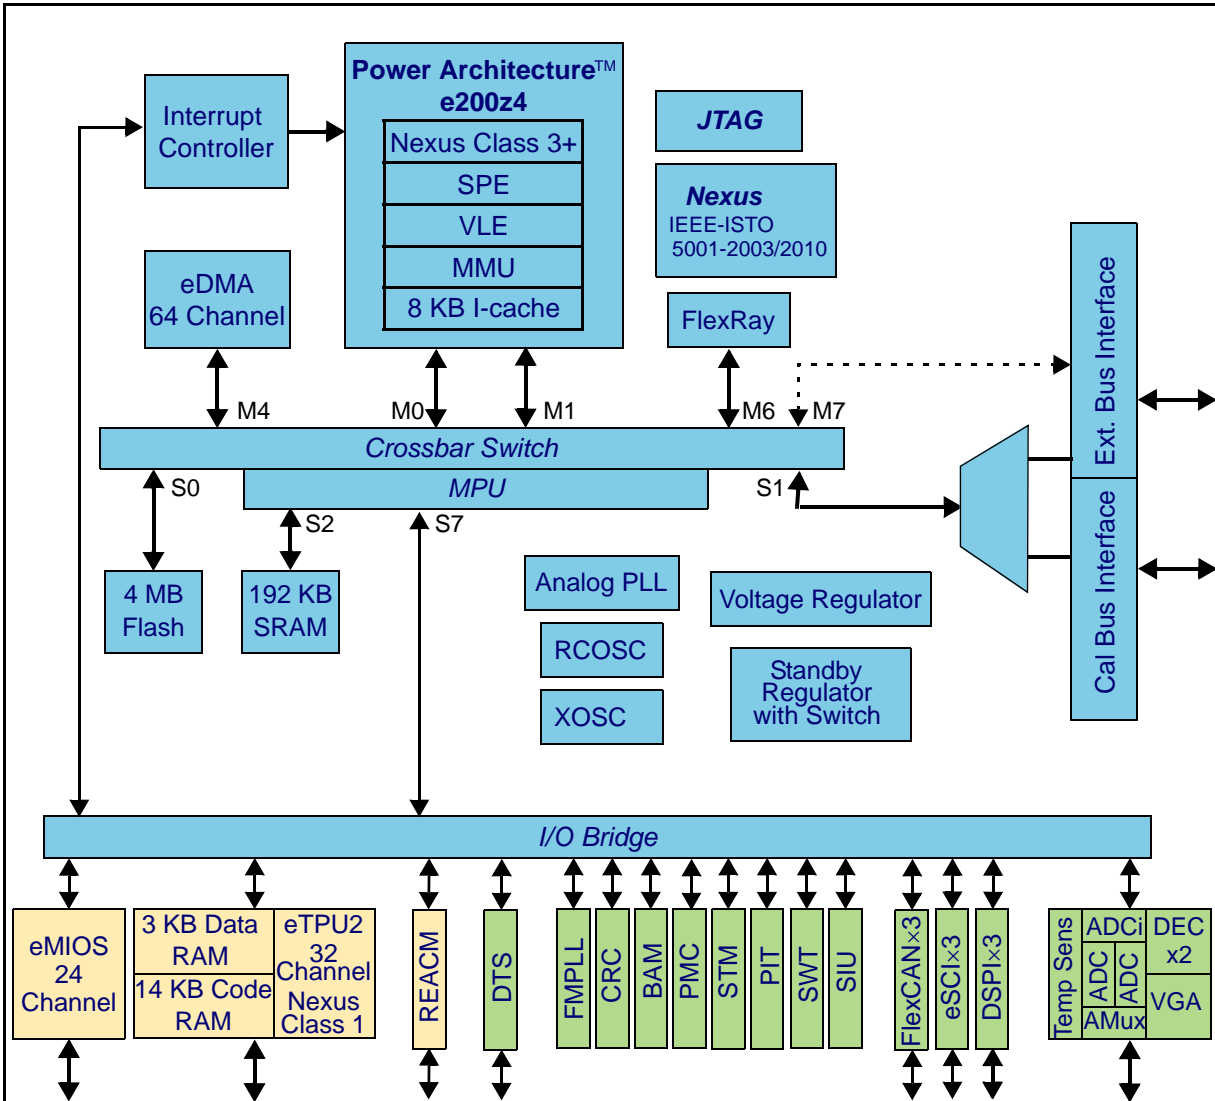 Power Architecture™
e200z4
Nexus Class 3+
SPE
VLE
MMU
8 KB I-cache
Interrupt
Controller
JTAG
Nexus
IEEE-ISTO
5001-2003/2010
eDMA
64 Channel
FlexRay
Ext. Bus Interface
Cal Bus Interface
M4
M0
M1
M6
M7
Crossbar Switch
MPU
S0
S2
S7
S1
4 MB
Flash
192 KB
SRAM
Analog PLL
RCOSC
XOSC
Voltage Regulator
Standby
Regulator
with Switch
I/O Bridge
eMIOS
24
Channel
3 KB Data
RAM
14 KB Code
RAM
eTPU2
32
Channel
Nexus
Class 1
REACM
DTS
FMPLL
CRC
BAM
PMC
STM
PIT
SWT
SIU
FlexCAN×3
eSCI×3
DSPI×3
Temp Sens
ADCi
ADC
ADC
AMux
DEC
x2
VGA